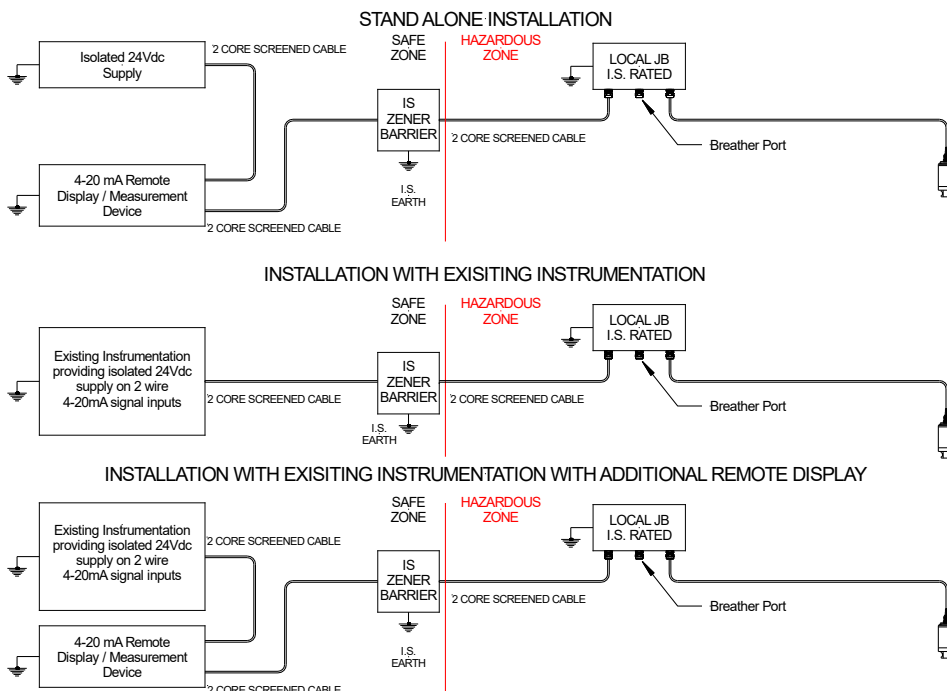 STAND ALONE INSTALLATION
Isolated 24Vdc
Supply
2 CORE SCREENED CABLE
SAFE
ZONE
HAZARDOUS
ZONE
LOCAL JB
I.S. RATED
IS
ZENER
BARRIER
2 CORE SCREENED CABLE
Breather Port
4-20 mA Remote
Display / Measurement
Device
I.S.
EARTH
2 CORE SCREENED CABLE
INSTALLATION WITH EXISITING INSTRUMENTATION
SAFE
ZONE
HAZARDOUS
ZONE
LOCAL JB
I.S. RATED
Existing Instrumentation
providing isolated 24Vdc
supply on 2 wire
4-20mA signal inputs
2 CORE SCREENED CABLE
IS
ZENER
BARRIER
2 CORE SCREENED CABLE
Breather Port
I.S.
EARTH
INSTALLATION WITH EXISITING INSTRUMENTATION WITH ADDITIONAL REMOTE DISPLAY
SAFE
ZONE
HAZARDOUS
ZONE
LOCAL JB
I.S. RATED
Existing Instrumentation
providing isolated 24Vdc
supply on 2 wire
4-20mA signal inputs
2 CORE SCREENED CABLE
IS
ZENER
BARRIER
2 CORE SCREENED CABLE
Breather Port
4-20 mA Remote
Display / Measurement
Device
I.S.
EARTH
2 CORE SCREENED CABLE